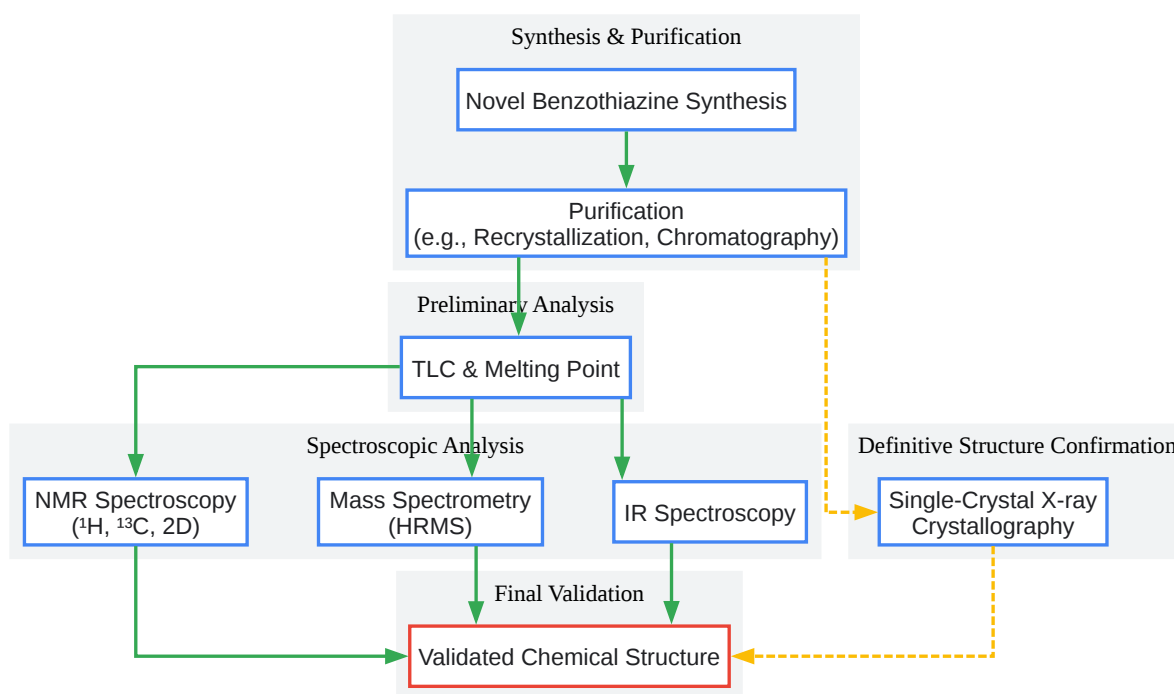 Synthesis & Purification
Novel Benzothiazine Synthesis
Purification
(e.g., Recrystallization, Chromatography)
Preliminary Analysis
TLC & Melting Point
Spectroscopic Analysis
Definitive Structure Confirmation
NMR Spectroscopy
(¹H, ¹³C, 2D)
Mass Spectrometry
(HRMS)
IR Spectroscopy
Single-Crystal X-ray
Crystallography
Final Validation
Validated Chemical Structure